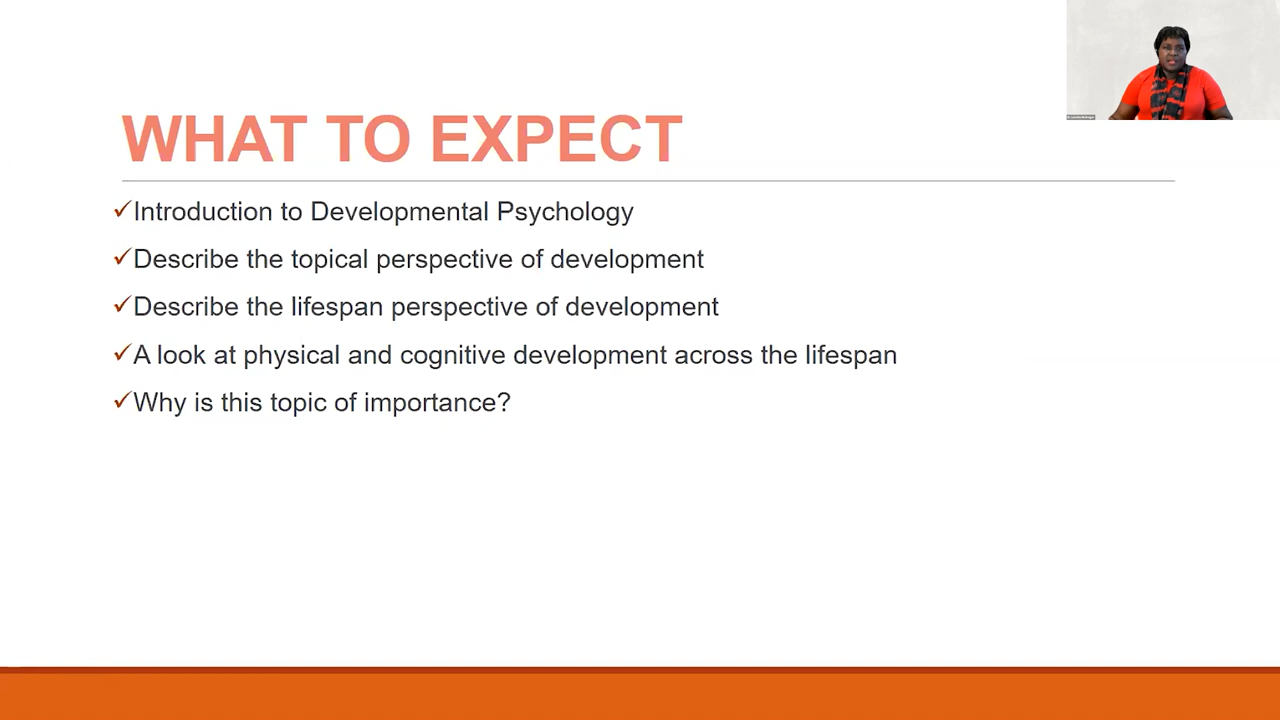 WHAT TO EXPECT
Introduction to Developmental Psychology
Describe the topical perspective of development
Describe the lifespan perspective of development
A look at physical and cognitive development across the lifespan
Why is this topic of importance?